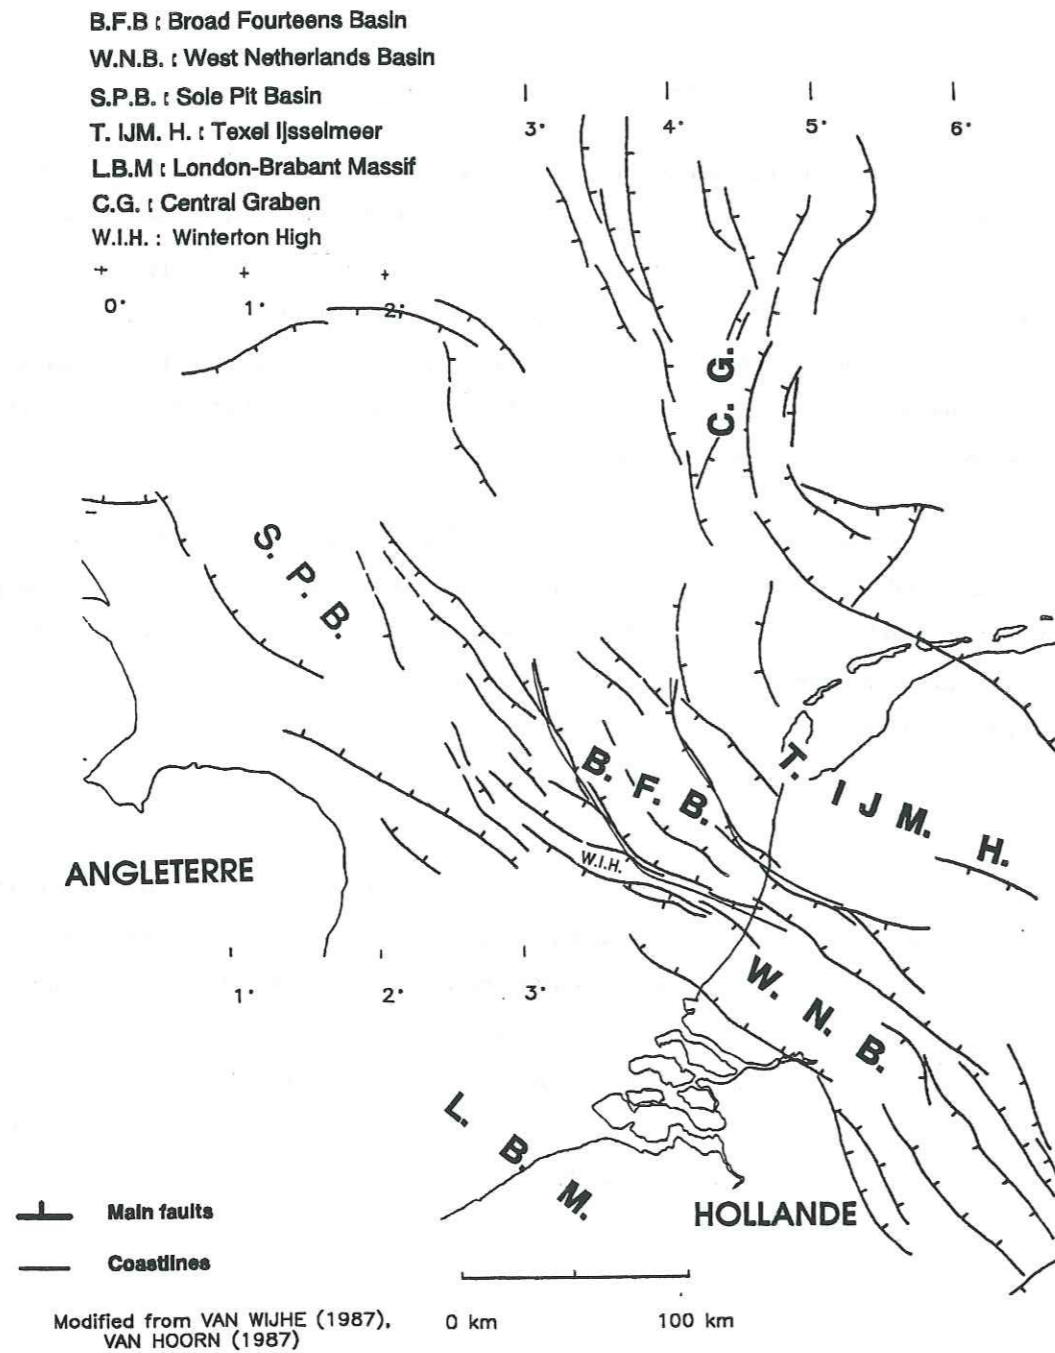 B.F.B : Broad Fourteens Basin
W.N.B. : West Netherlands Basin
S.P.B. : Sole Pit Basin
T. IJM. H. : Texel Ijsselmeer
L.B.M : London-Brabant Massif
C.G. : Central Graben
W.I.H. : Winterton High
3° 4° 5° 6°
0° 1° 2°
C. G.
S. P. B.
B. F. B.
T. IJM. H.
W.I.H.
ANGLETERRE
1° 2° 3°
W. N. B.
L. B. M.
HOLLANDE
Main faults
Coastlines
0 km 100 km
Modified from VAN WIJHE (1987),
VAN HOORN (1987)